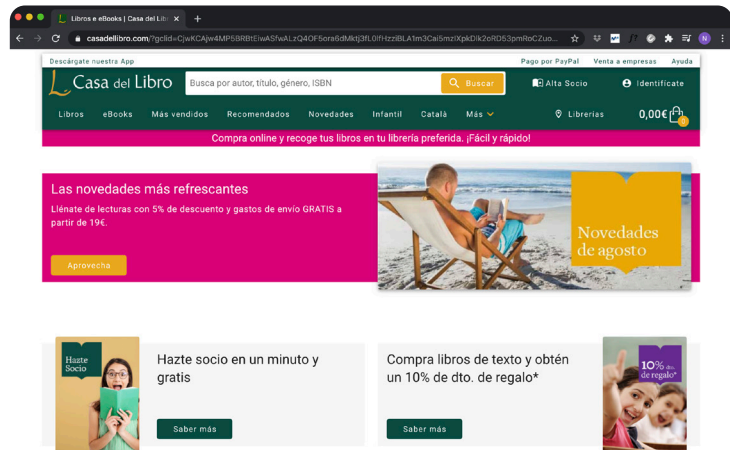 Libros e eBooks | Casa del Libr
casadellibro.com
Descárgate nuestra App
Pago por PayPal Venta a empresas Ayuda
Casa del Libro
Busca por autor, título, género, ISBN
Buscar
Alta Socio
Identifícate
Libros eBooks Más vendidos Recomendados Novedades Infantil Català Más
Librerías
0,00€
0
Compra online y recoge tus libros en tu librería preferida. ¡Fácil y rápido!
Las novedades más refrescantes
Llénate de lecturas con 5% de descuento y gastos de envío GRATIS a
partir de 19€.
Aprovecha
Novedades
de agosto
Hazte
Socio
Hazte socio en un minuto y
gratis
Saber más
Compra libros de texto y obtén
un 10% de dto. de regalo*
Saber más
10% dto.
de regalo*